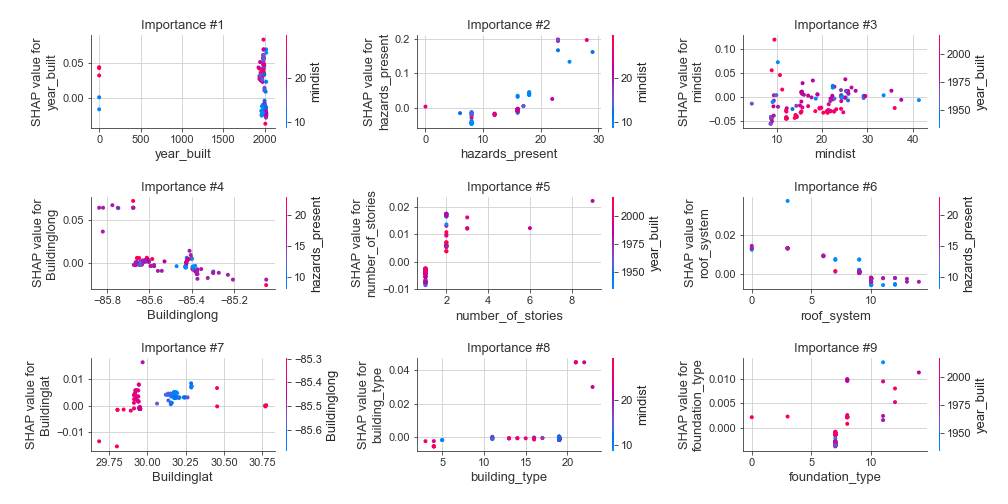 Importance #1
SHAP value for
year_built
0.05
0.00
0
500
1000
1500
2000
year_built
20
10
mindist
Importance #2
SHAP value for
hazards_present
0.2
0.1
0.0
0
10
20
30
hazards_present
20
10
mindist
Importance #3
SHAP value for
mindist
0.10
0.05
0.00
−0.05
10
20
30
40
mindist
2000
1975
1950
year_built
Importance #4
SHAP value for
Buildinglong
0.05
0.00
−85.8
−85.6
−85.4
−85.2
Buildinglong
20
15
10
hazards_present
Importance #5
SHAP value for
number_of_stories
0.02
0.01
0.00
−0.01
2
4
6
8
number_of_stories
2000
1975
1950
year_built
Importance #6
SHAP value for
roof_system
0.02
0.00
0
5
10
roof_system
20
15
10
hazards_present
Importance #7
SHAP value for
Buildinglat
0.01
0.00
−0.01
29.75
30.00
30.25
30.50
30.75
Buildinglat
−85.3
−85.4
−85.5
−85.6
Buildinglong
Importance #8
SHAP value for
building_type
0.04
0.02
0.00
5
10
15
20
building_type
20
10
mindist
Importance #9
SHAP value for
foundation_type
0.010
0.005
0.000
0
5
10
foundation_type
2000
1975
1950
year_built